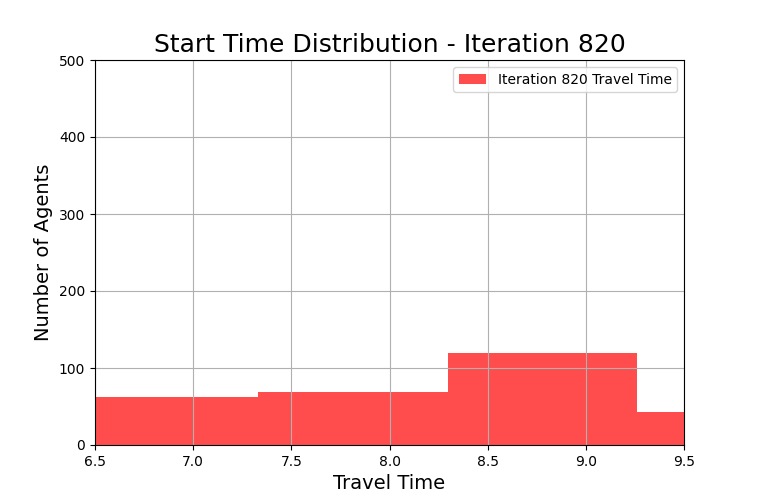 Start Time Distribution - Iteration 820
Iteration 820 Travel Time
Number of Agents
500
400
300
200
100
0
6.5 7.0 7.5 8.0 8.5 9.0 9.5
Travel Time